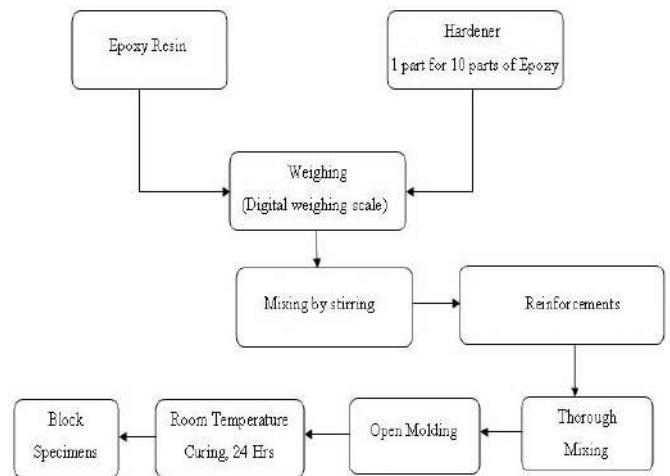 Epoxy Resin
Hardener
1 part for 10 parts of Epoxy
Weighing
(Digital weighing scale)
Mixing by stirring
Reinforcements
Thorough
Mixing
Open Molding
Room Temperature
Curing, 24 Hrs
Block
Specimens